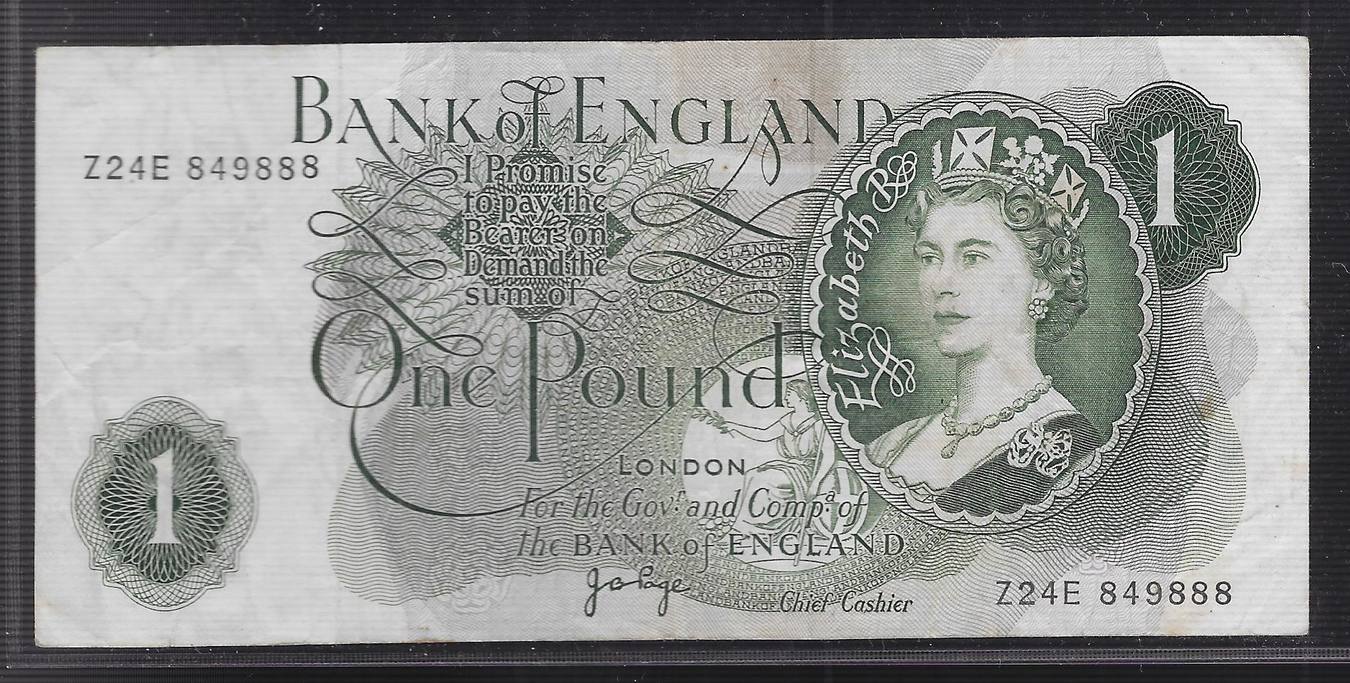 BANK of ENGLAND
Z24E 849888
I Promise
to pay the
Bearer on
Demand the
sum of
One Pound
LONDON
For the Govr. and Compa. of
the BANK of ENGLAND
J B Page
Chief Cashier
Elizabeth R
1
1
Z24E 849888